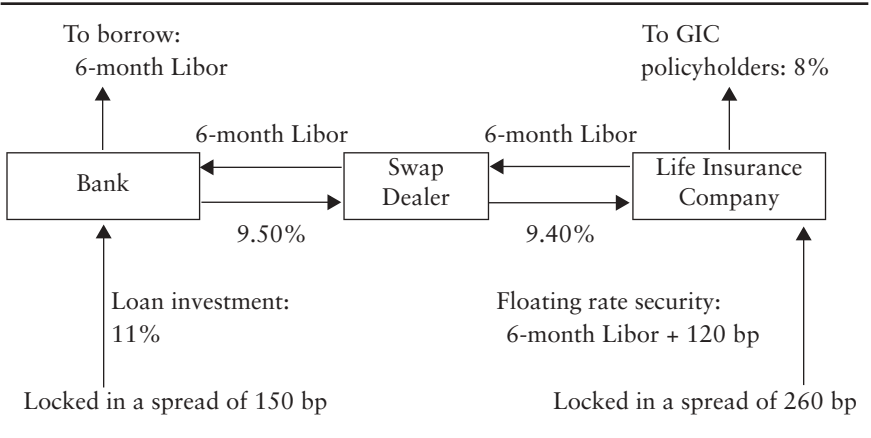 To borrow:
6-month Libor
To GIC
policyholders: 8%
6-month Libor
6-month Libor
Bank
Swap
Dealer
Life Insurance
Company
9.50%
9.40%
Loan investment:
11%
Floating rate security:
6-month Libor + 120 bp
Locked in a spread of 150 bp
Locked in a spread of 260 bp